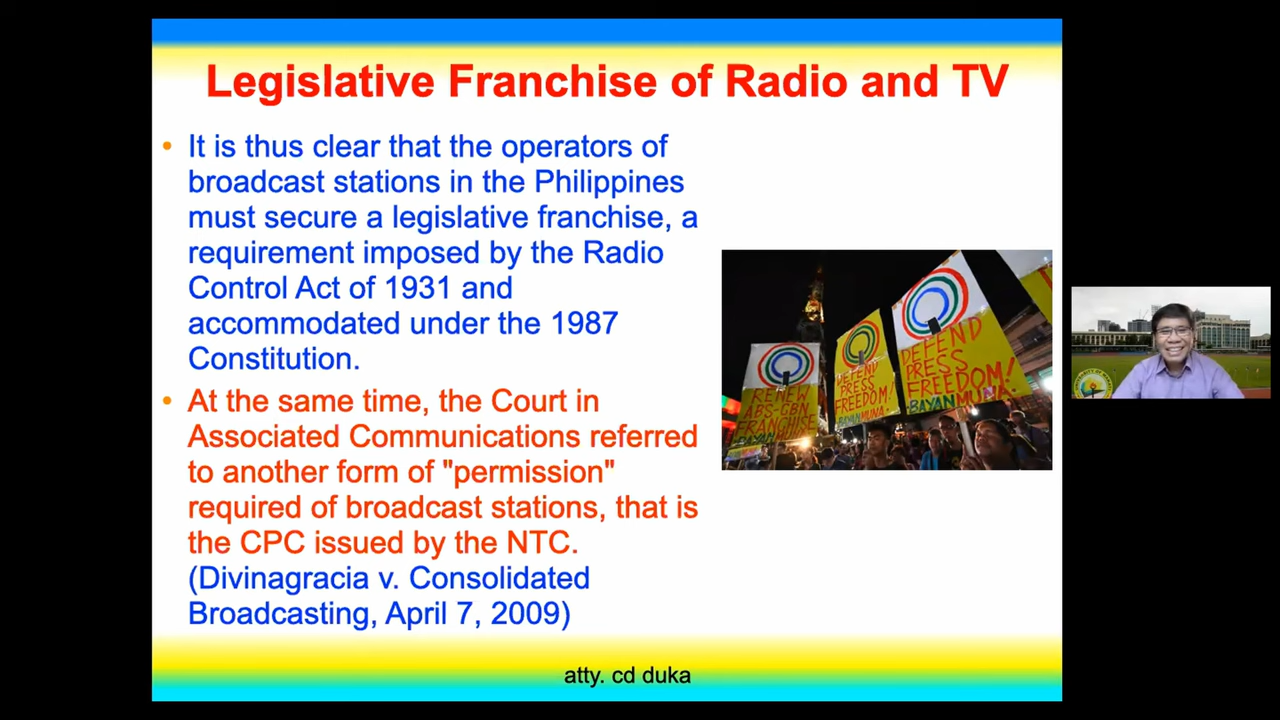 Legislative Franchise of Radio and TV
• It is thus clear that the operators of
broadcast stations in the Philippines
must secure a legislative franchise, a
requirement imposed by the Radio
Control Act of 1931 and
accommodated under the 1987
Constitution.
• At the same time, the Court in
Associated Communications referred
to another form of "permission"
required of broadcast stations, that is
the CPC issued by the NTC.
(Divinagracia v. Consolidated
Broadcasting, April 7, 2009)
RENEW
ABS-CBN
FRANCHISE
BAYAN
DEFEND
PRESS
FREEDOM!
BAYAN MUNA
DEFEND
PRESS
FREEDOM!
BAYAN MUNA
atty. cd duka